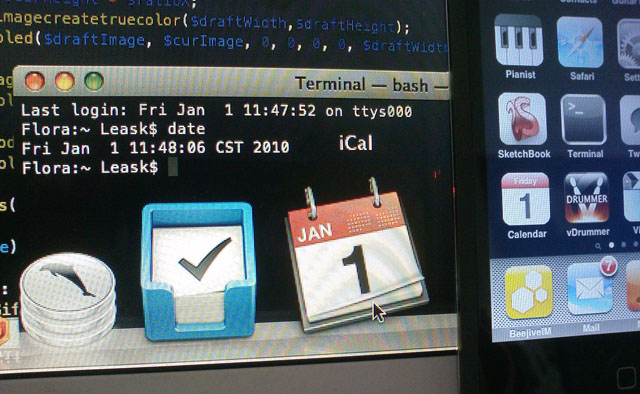 imagecreatetruecolor($draftWidth,$draftHeight);
($draftImage, $curImage, 0, 0, 0, 0, $draftWidth
Terminal — bash —
Last login: Fri Jan  1 11:47:52 on ttys000
Flora:~ Leask$ date
Fri Jan  1 11:48:06 CST 2010
Flora:~ Leask$
iCal
JAN
1
Pianist
Safari
SketchBook
Terminal
Friday
1
DRUMMER
Calendar
vDrummer
7
BeejiveIM
Mail